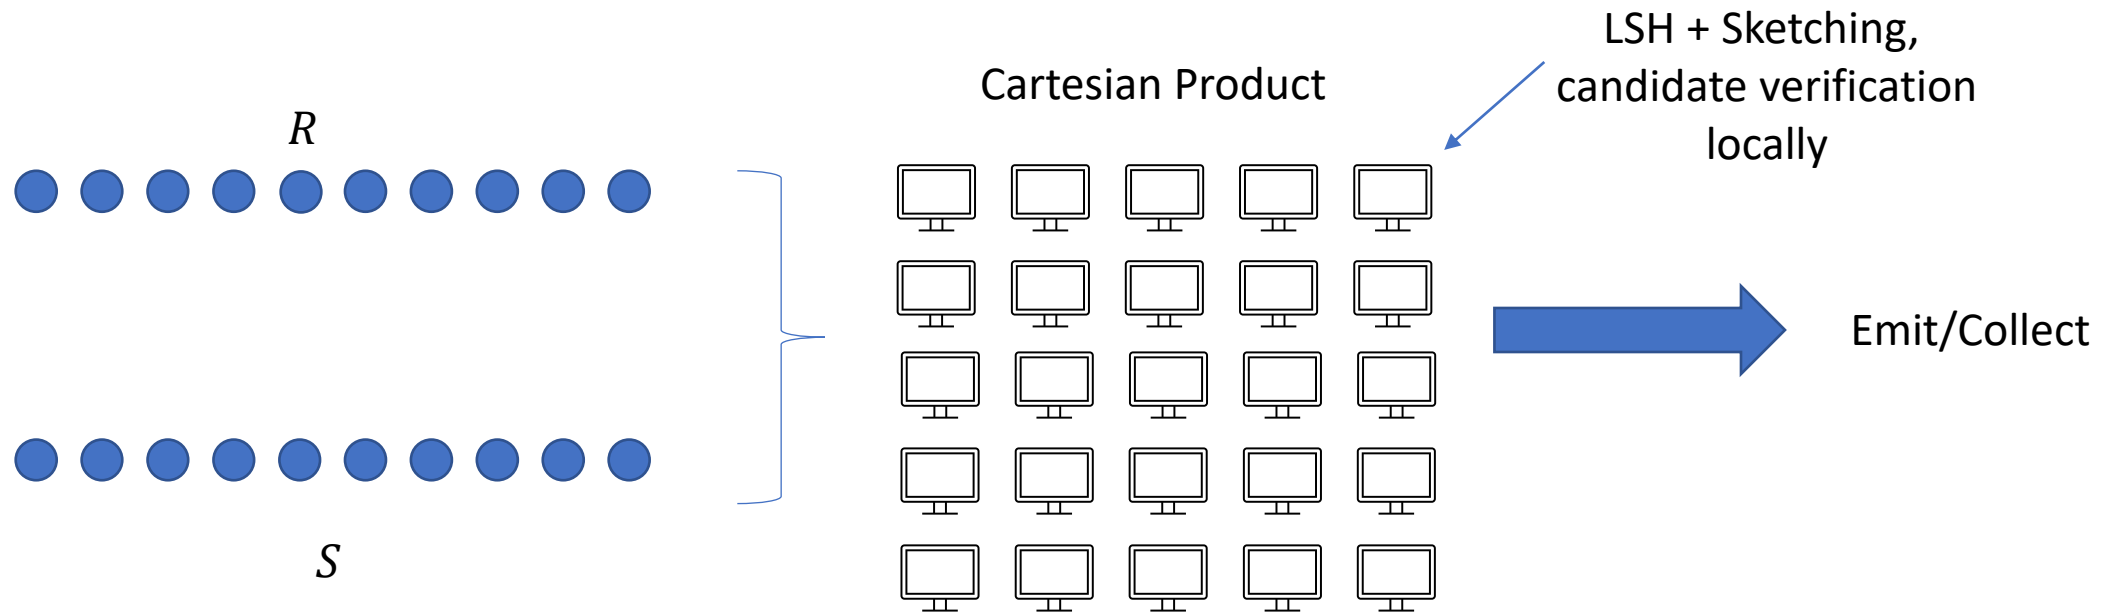 R
S
Cartesian Product
LSH + Sketching,
candidate verification
locally
Emit/Collect